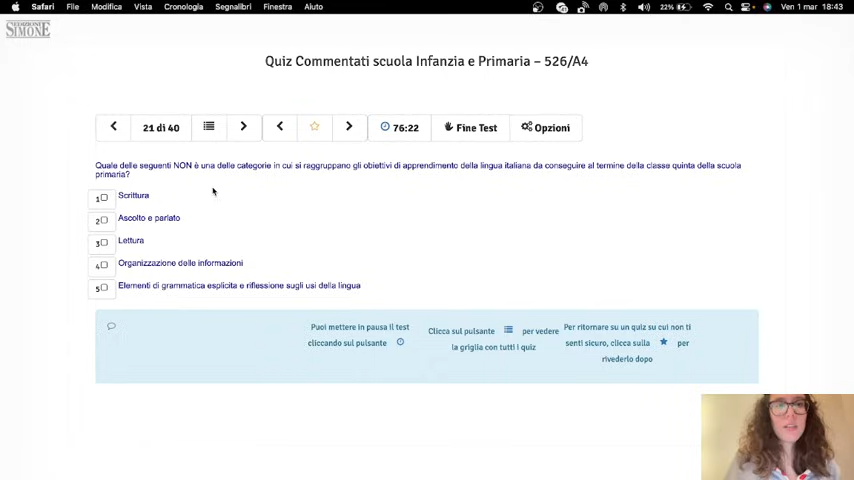 Safari File Modifica Vista Cronologia Segnalibri Finestra Aiuto 22% Ven 1 mar 18:43
EDIZIONI
SIMONE
Quiz Commentati scuola Infanzia e Primaria – 526/A4
21 di 40 76:22 Fine Test Opzioni
Quale delle seguenti NON è una delle categorie in cui si raggruppano gli obiettivi di apprendimento della lingua italiana da conseguire al termine della classe quinta della scuola
primaria?
1 Scrittura
2 Ascolto e parlato
3 Lettura
4 Organizzazione delle informazioni
5 Elementi di grammatica esplicita e riflessione sugli usi della lingua
Puoi mettere in pausa il test
cliccando sul pulsante
Clicca sul pulsante per vedere
la griglia con tutti i quiz
Per ritornare su un quiz su cui non ti
senti sicuro, clicca sulla per
rivederlo dopo